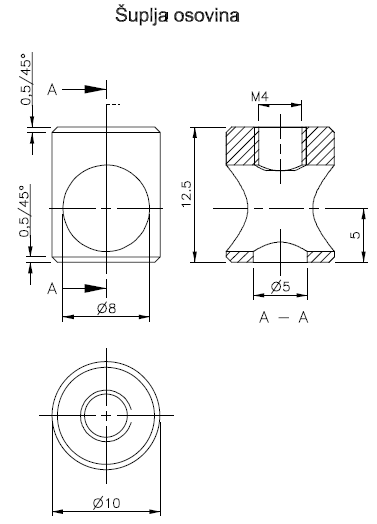 Šuplja osovina
0,5/45°
A
M4
12.5
0,5/45°
5
A
Ø8
Ø5
A – A
Ø10